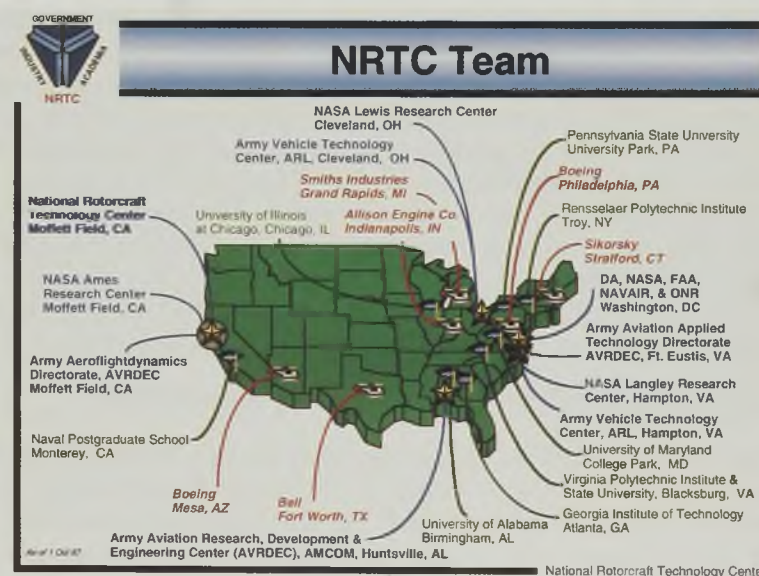 GOVERNMENT
INDUSTRY
ACADEMIA
NRTC
NRTC Team
NASA Lewis Research Center
Cleveland, OH
Army Vehicle Technology
Center, ARL, Cleveland, OH
Smiths Industries
Grand Rapids, MI
Allison Engine Co.
Indianapolis, IN
University of Illinois
at Chicago, Chicago, IL
National Rotorcraft
Technology Center
Moffett Field, CA
NASA Ames
Research Center
Moffett Field, CA
Army Aeroflightdynamics
Directorate, AVRDEC
Moffett Field, CA
Naval Postgraduate School
Monterey, CA
Boeing
Mesa, AZ
Bell
Fort Worth, TX
Army Aviation Research, Development &
Engineering Center (AVRDEC), AMCOM, Huntsville, AL
University of Alabama
Birmingham, AL
Pennsylvania State University
University Park, PA
Boeing
Philadelphia, PA
Rensselaer Polytechnic Institute
Troy, NY
Sikorsky
Stratford, CT
DA, NASA, FAA,
NAVAIR, & ONR
Washington, DC
Army Aviation Applied
Technology Directorate
AVRDEC, Ft. Eustis, VA
NASA Langley Research
Center, Hampton, VA
Army Vehicle Technology
Center, ARL, Hampton, VA
University of Maryland
College Park, MD
Virginia Polytechnic Institute &
State University, Blacksburg, VA
Georgia Institute of Technology
Atlanta, GA
As of 1 Oct 97
National Rotorcraft Technology Cente